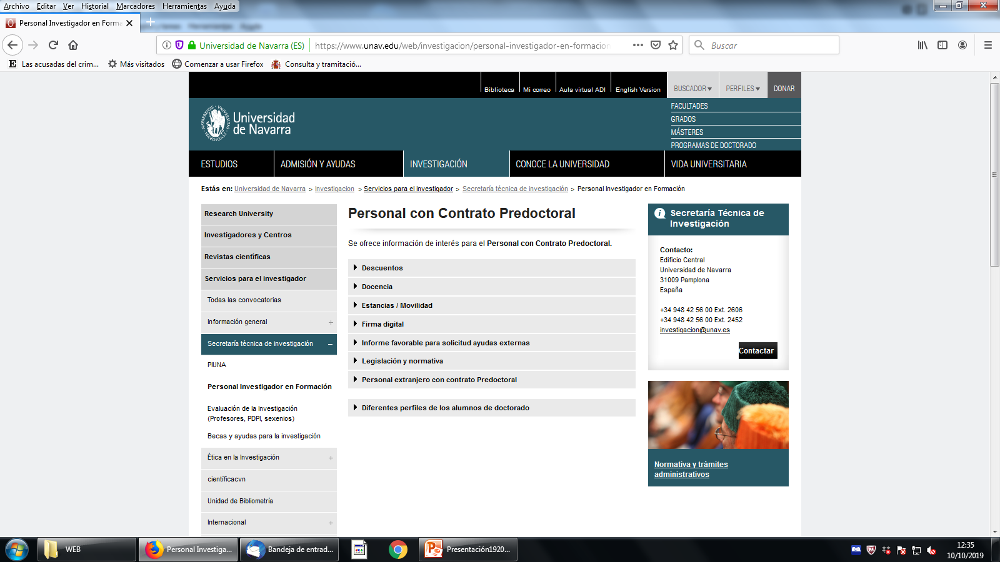 Archivo Editar Ver Historial Marcadores Herramientas Ayuda
Personal Investigador en Forma
Universidad de Navarra (ES) https://www.unav.edu/web/investigacion/personal-investigador-en-formacion
Buscar
Las acusadas del crim... Más visitados Comenzar a usar Firefox Consulta y tramitació...
Biblioteca Mi correo Aula virtual ADI English Version BUSCADOR PERFILES DONAR
Universidad
de Navarra
FACULTADES
GRADOS
MÁSTERES
PROGRAMAS DE DOCTORADO
ESTUDIOS ADMISIÓN Y AYUDAS INVESTIGACIÓN CONOCE LA UNIVERSIDAD VIDA UNIVERSITARIA
Estás en: Universidad de Navarra > Investigacion > Servicios para el investigador > Secretaría técnica de investigación > Personal Investigador en Formación
Research University
Investigadores y Centros
Revistas científicas
Servicios para el investigador
Todas las convocatorias
Información general +
Secretaría técnica de investigación –
PIUNA
Personal Investigador en Formación
Evaluación de la Investigación
(Profesores, PDPI, sexenios)
Becas y ayudas para la investigación
Ética en la Investigación +
científicacvn
Unidad de Bibliometría
Internacional +
Personal con Contrato Predoctoral
Se ofrece información de interés para el Personal con Contrato Predoctoral.
Descuentos
Docencia
Estancias / Movilidad
Firma digital
Informe favorable para solicitud ayudas externas
Legislación y normativa
Personal extranjero con contrato Predoctoral
Diferentes perfiles de los alumnos de doctorado
Secretaría Técnica de
Investigación
Contacto:
Edificio Central
Universidad de Navarra
31009 Pamplona
España
+34 948 42 56 00 Ext. 2606
+34 948 42 56 00 Ext. 2452
investigacion@unav.es
Contactar
Normativa y trámites
administrativos
WEB Personal Investiga... Bandeja de entrad... Presentación1920...
12:35
10/10/2019